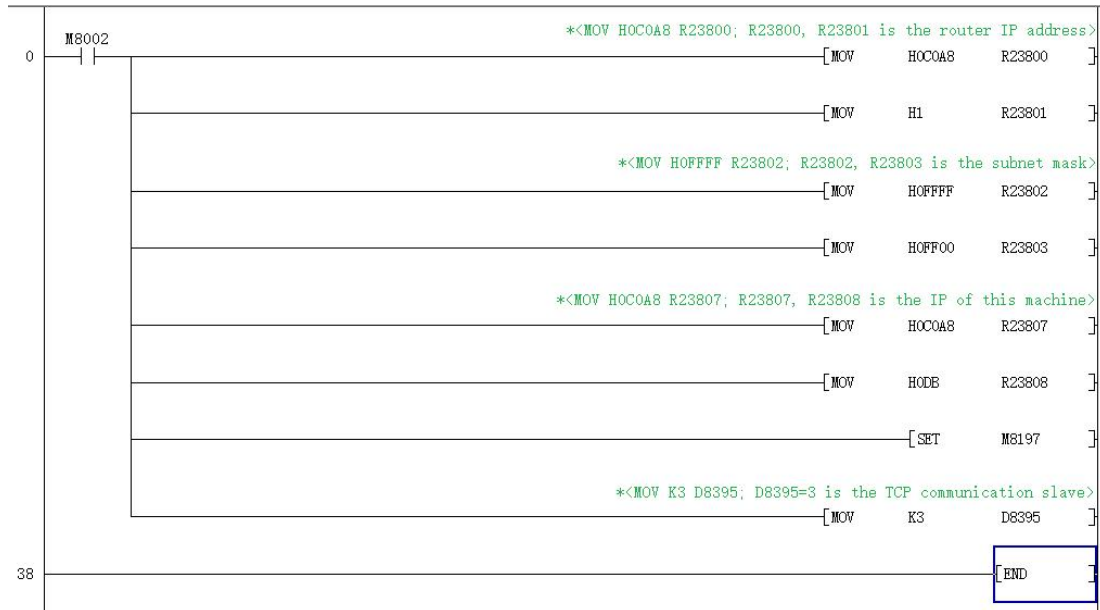 *<MOV H0C0A8 R23800; R23800, R23801 is the router IP address>
M8002
0
[MOV H0C0A8 R23800 ]
[MOV H1 R23801 ]
*<MOV H0FFFF R23802; R23802, R23803 is the subnet mask>
[MOV H0FFFF R23802 ]
[MOV H0FF00 R23803 ]
*<MOV H0C0A8 R23807; R23807, R23808 is the IP of this machine>
[MOV H0C0A8 R23807 ]
[MOV H0DB R23808 ]
[SET M8197 ]
*<MOV K3 D8395; D8395=3 is the TCP communication slave>
[MOV K3 D8395 ]
38
[END ]